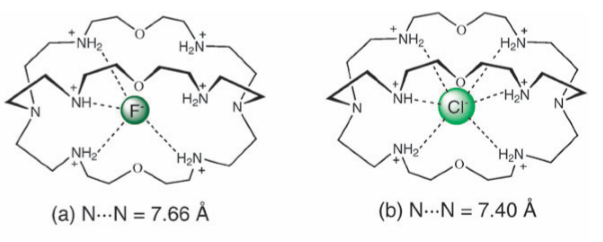 O O
+ NH2 H2N + + NH2 H2N +
O O
+ NH + H2N + NH + H2N
N F- N N Cl- N
NH2 + H2N + NH2 + H2N +
O O
(a) N···N = 7.66 Å (b) N···N = 7.40 Å